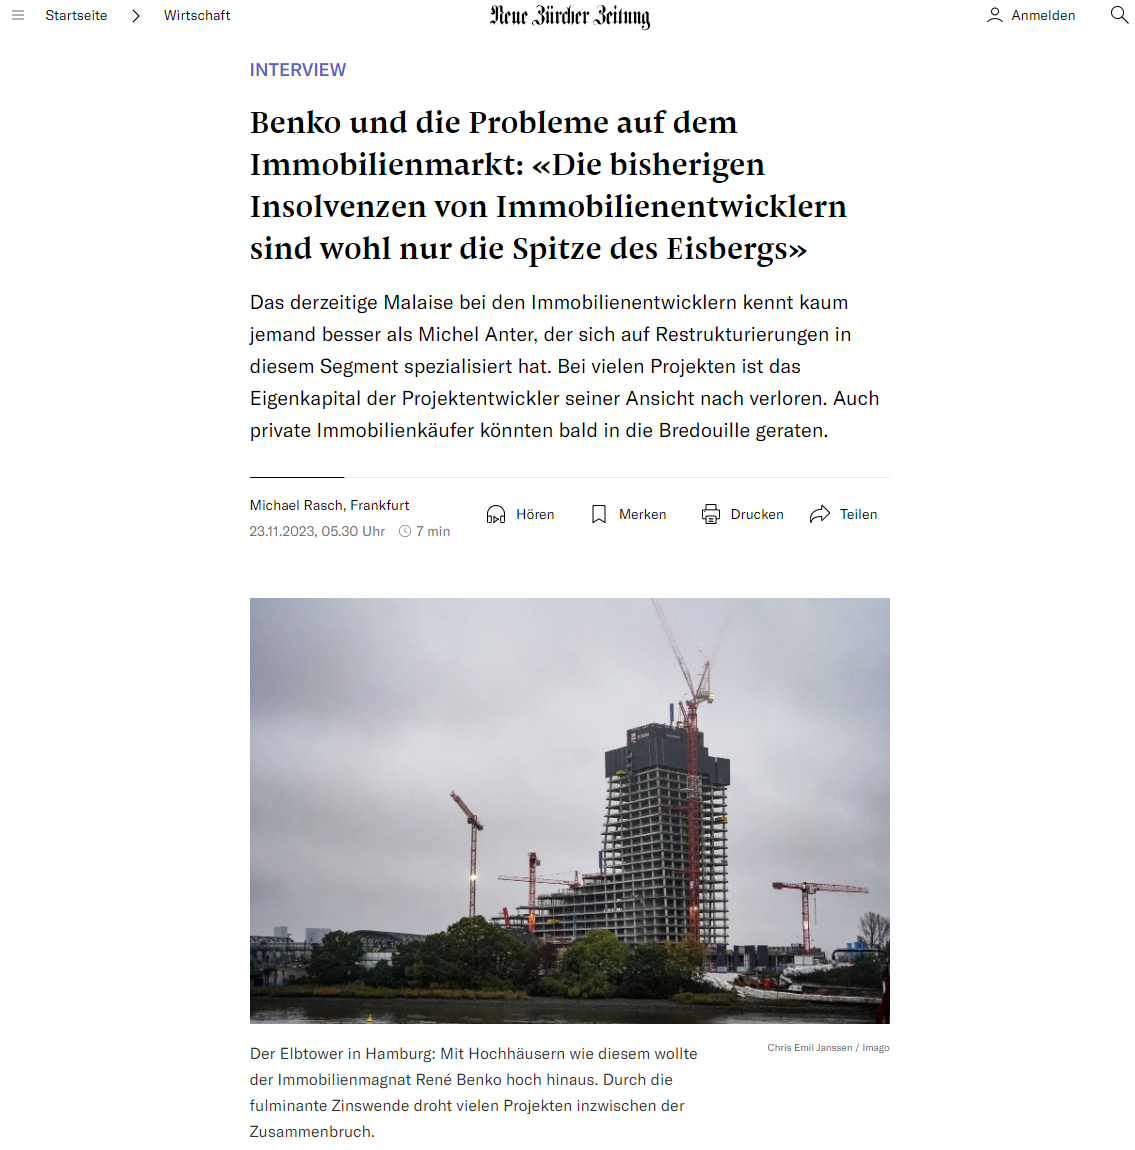 Startseite
Wirtschaft
Neue Zürcher Zeitung
Anmelden
INTERVIEW
Benko und die Probleme auf dem
Immobilienmarkt: «Die bisherigen
Insolvenzen von Immobilienentwicklern
sind wohl nur die Spitze des Eisbergs»
Das derzeitige Malaise bei den Immobilienentwicklern kennt kaum
jemand besser als Michel Anter, der sich auf Restrukturierungen in
diesem Segment spezialisiert hat. Bei vielen Projekten ist das
Eigenkapital der Projektentwickler seiner Ansicht nach verloren. Auch
private Immobilienkäufer könnten bald in die Bredouille geraten.
Michael Rasch, Frankfurt
23.11.2023, 05.30 Uhr 7 min
Hören
Merken
Drucken
Teilen
Der Elbtower in Hamburg: Mit Hochhäusern wie diesem wollte
der Immobilienmagnat René Benko hoch hinaus. Durch die
fulminante Zinswende droht vielen Projekten inzwischen der
Zusammenbruch.
Chris Emil Janssen / Imago